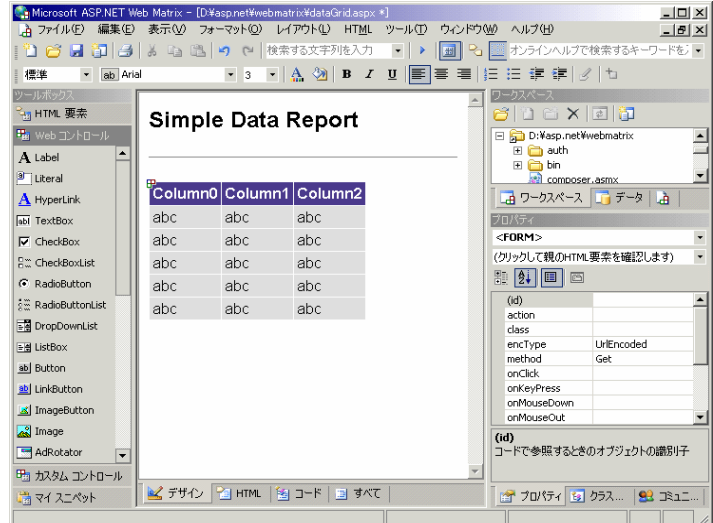 Microsoft ASP.NET Web Matrix - [D:¥asp.net¥webmatrix¥dataGrid.aspx *]
ファイル(F) 編集(E) 表示(V) フォーマット(O) レイアウト(L) HTML ツール(T) ウィンドウ(W) ヘルプ(H)
検索する文字列を入力 オンラインヘルプで検索するキーワードを
標準 ab Arial 3 A B I U
ツールボックス
HTML 要素
Web コントロール
A Label
Literal
A HyperLink
abl TextBox
CheckBox
CheckBoxList
RadioButton
RadioButtonList
DropDownList
ListBox
ab Button
ab LinkButton
ImageButton
Image
AdRotator
カスタム コントロール
マイ スニペット
Simple Data Report
Column0 Column1 Column2
abc abc abc
abc abc abc
abc abc abc
abc abc abc
abc abc abc
デザイン HTML コード すべて
ワークスペース
D:¥asp.net¥webmatrix
auth
bin
composer.asmx
ワークスペース データ
プロパティ
<FORM>
(クリックして親のHTML要素を確認します)
(id)
action
class
encType UrlEncoded
method Get
onClick
onKeyPress
onMouseDown
onMouseOut
(id)
コードで参照するときのオブジェクトの識別子
プロパティ クラス... コミュニ...